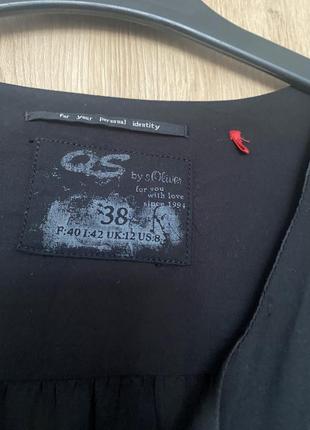 for your personal identity
QS by s.Oliver
for you
with love
since 1994
38
F:40 I:42 UK:12 US:8